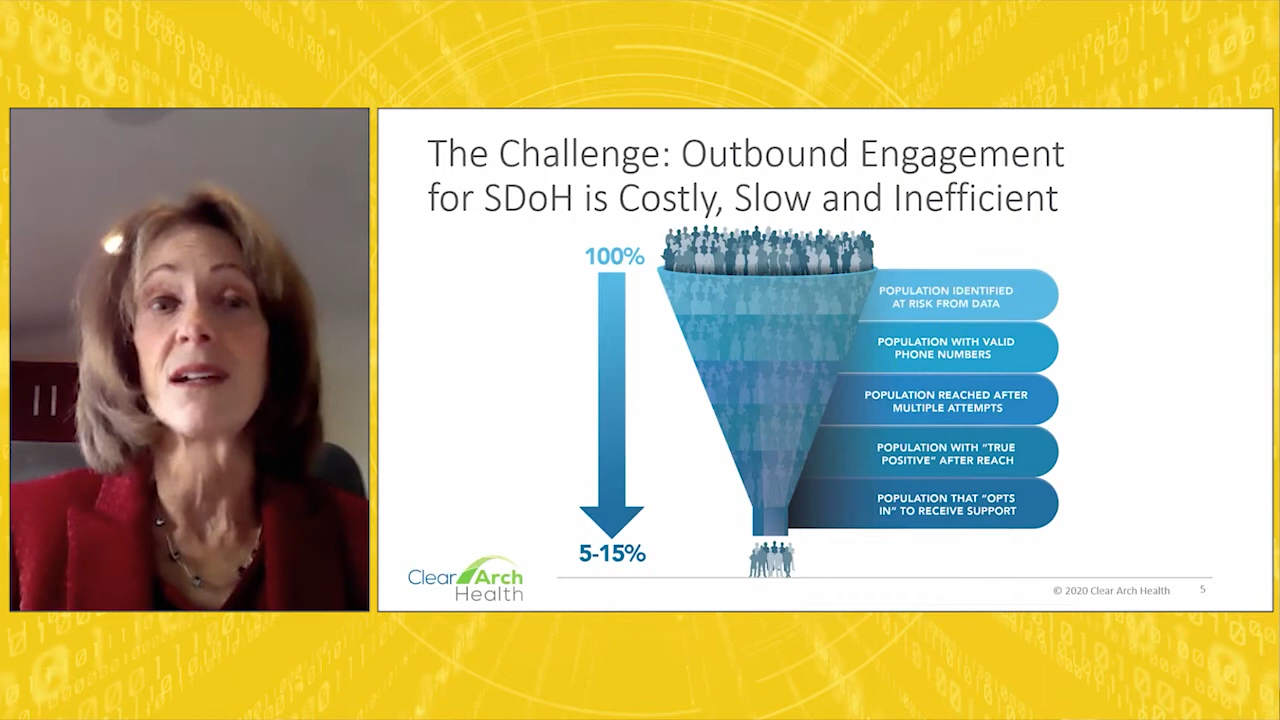 The Challenge: Outbound Engagement
for SDoH is Costly, Slow and Inefficient
100%
POPULATION IDENTIFIED
AT RISK FROM DATA
POPULATION WITH VALID
PHONE NUMBERS
POPULATION REACHED AFTER
MULTIPLE ATTEMPTS
POPULATION WITH “TRUE
POSITIVE” AFTER REACH
POPULATION THAT “OPTS
IN” TO RECEIVE SUPPORT
5-15%
ClearArch
Health
© 2020 Clear Arch Health 5